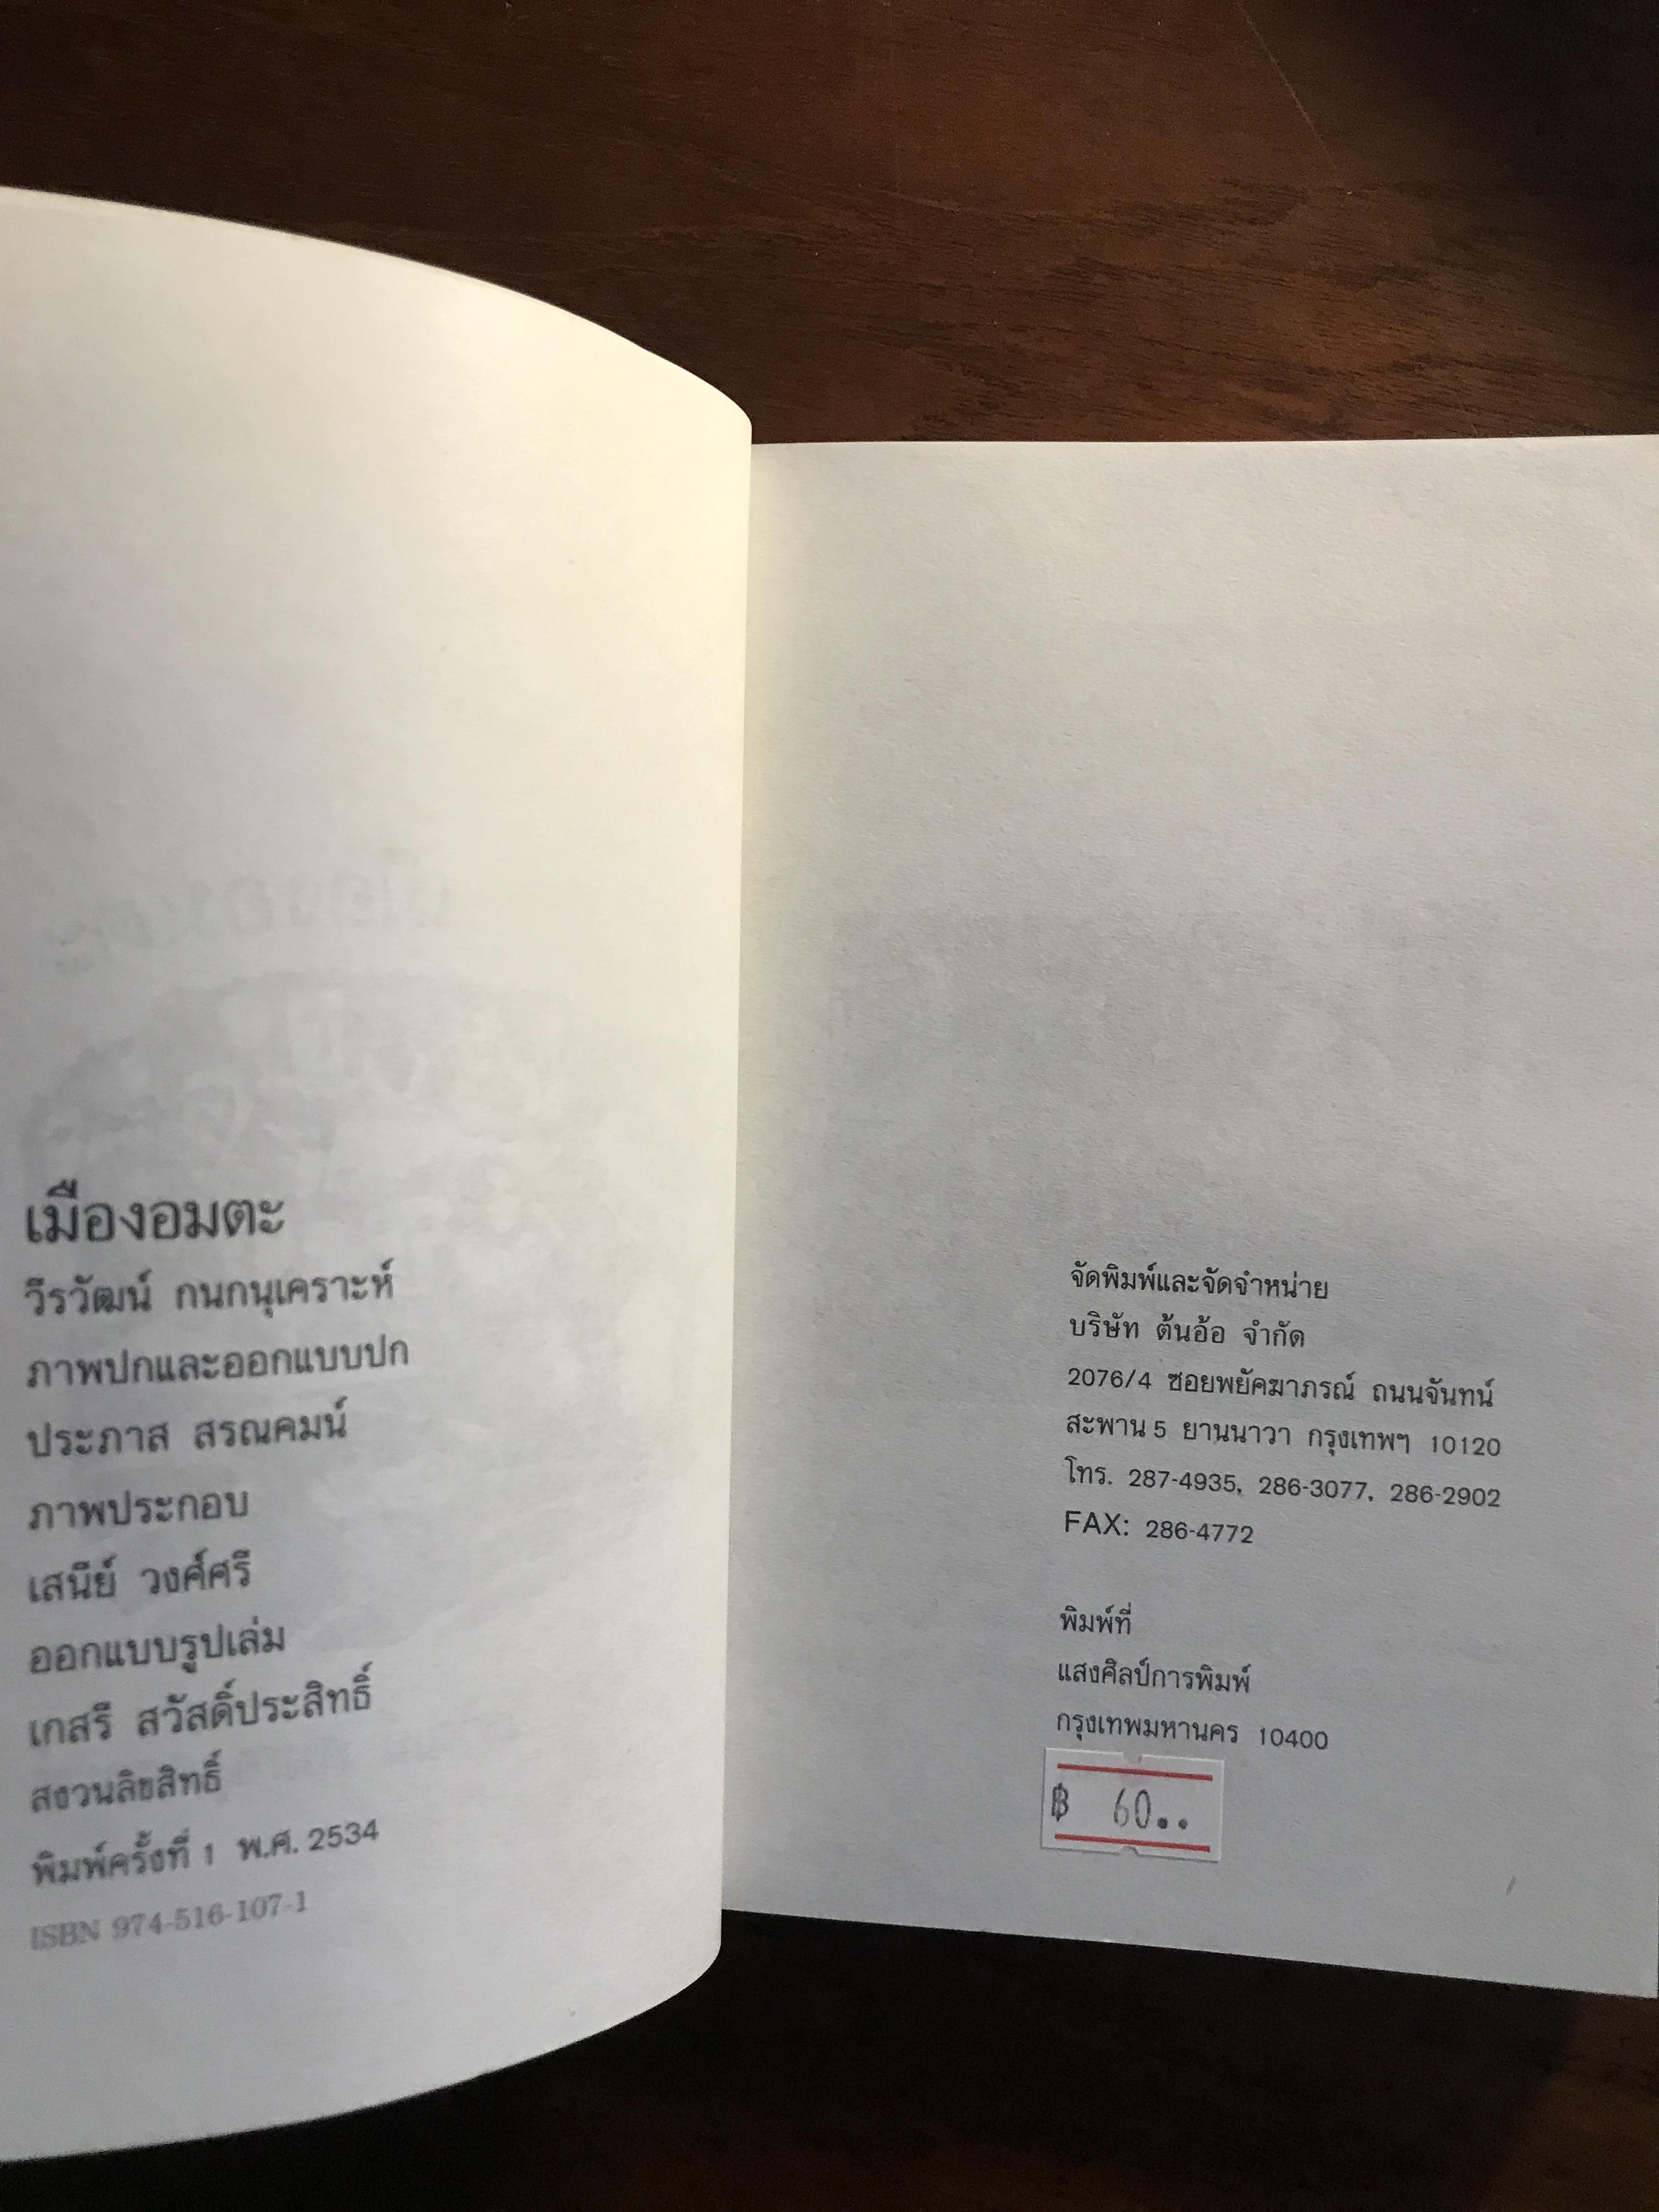 เมืองอมตะ
วีรวัฒน์ กนกนุเคราะห์
ภาพปกและออกแบบปก
ประภาส สรณคมน์
ภาพประกอบ
เสนีย์ วงศ์ศรี
ออกแบบรูปเล่ม
เกสรี สวัสดิ์ประสิทธิ์
สงวนลิขสิทธิ์
พิมพ์ครั้งที่ 1 พ.ศ. 2534
ISBN 974-516-107-1
จัดพิมพ์และจัดจำหน่าย
บริษัท ต้นอ้อ จำกัด
2076/4 ซอยพยัคฆาภรณ์ ถนนจันทน์
สะพาน 5 ยานนาวา กรุงเทพฯ 10120
โทร. 287-4935, 286-3077, 286-2902
FAX: 286-4772
พิมพ์ที่
แสงศิลป์การพิมพ์
กรุงเทพมหานคร 10400
฿ 60..